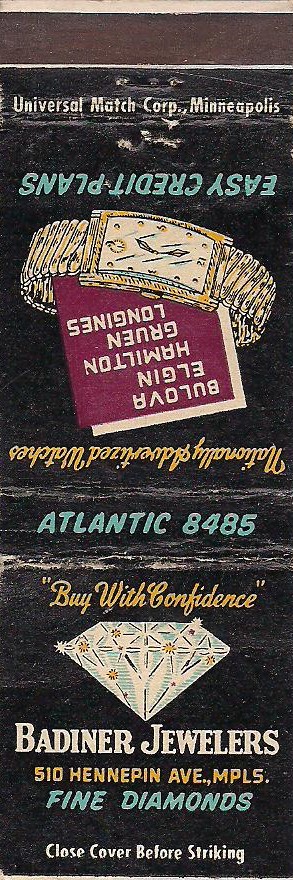 Universal Match Corp., Minneapolis
EASY CREDIT PLANS
BULOVA
ELGIN
HAMILTON
GRUEN
LONGINES
Nationally Advertized Watches
ATLANTIC 8485
"Buy With Confidence"
BADINER JEWELERS
510 HENNEPIN AVE., MPLS.
FINE DIAMONDS
Close Cover Before Striking